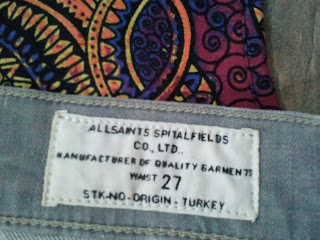 ALLSAINTS SPITALFIELDS
CO., LTD.
MANUFACTURER OF QUALITY GARMENTS
WAIST 27
STK-NO-ORIGIN-TURKEY